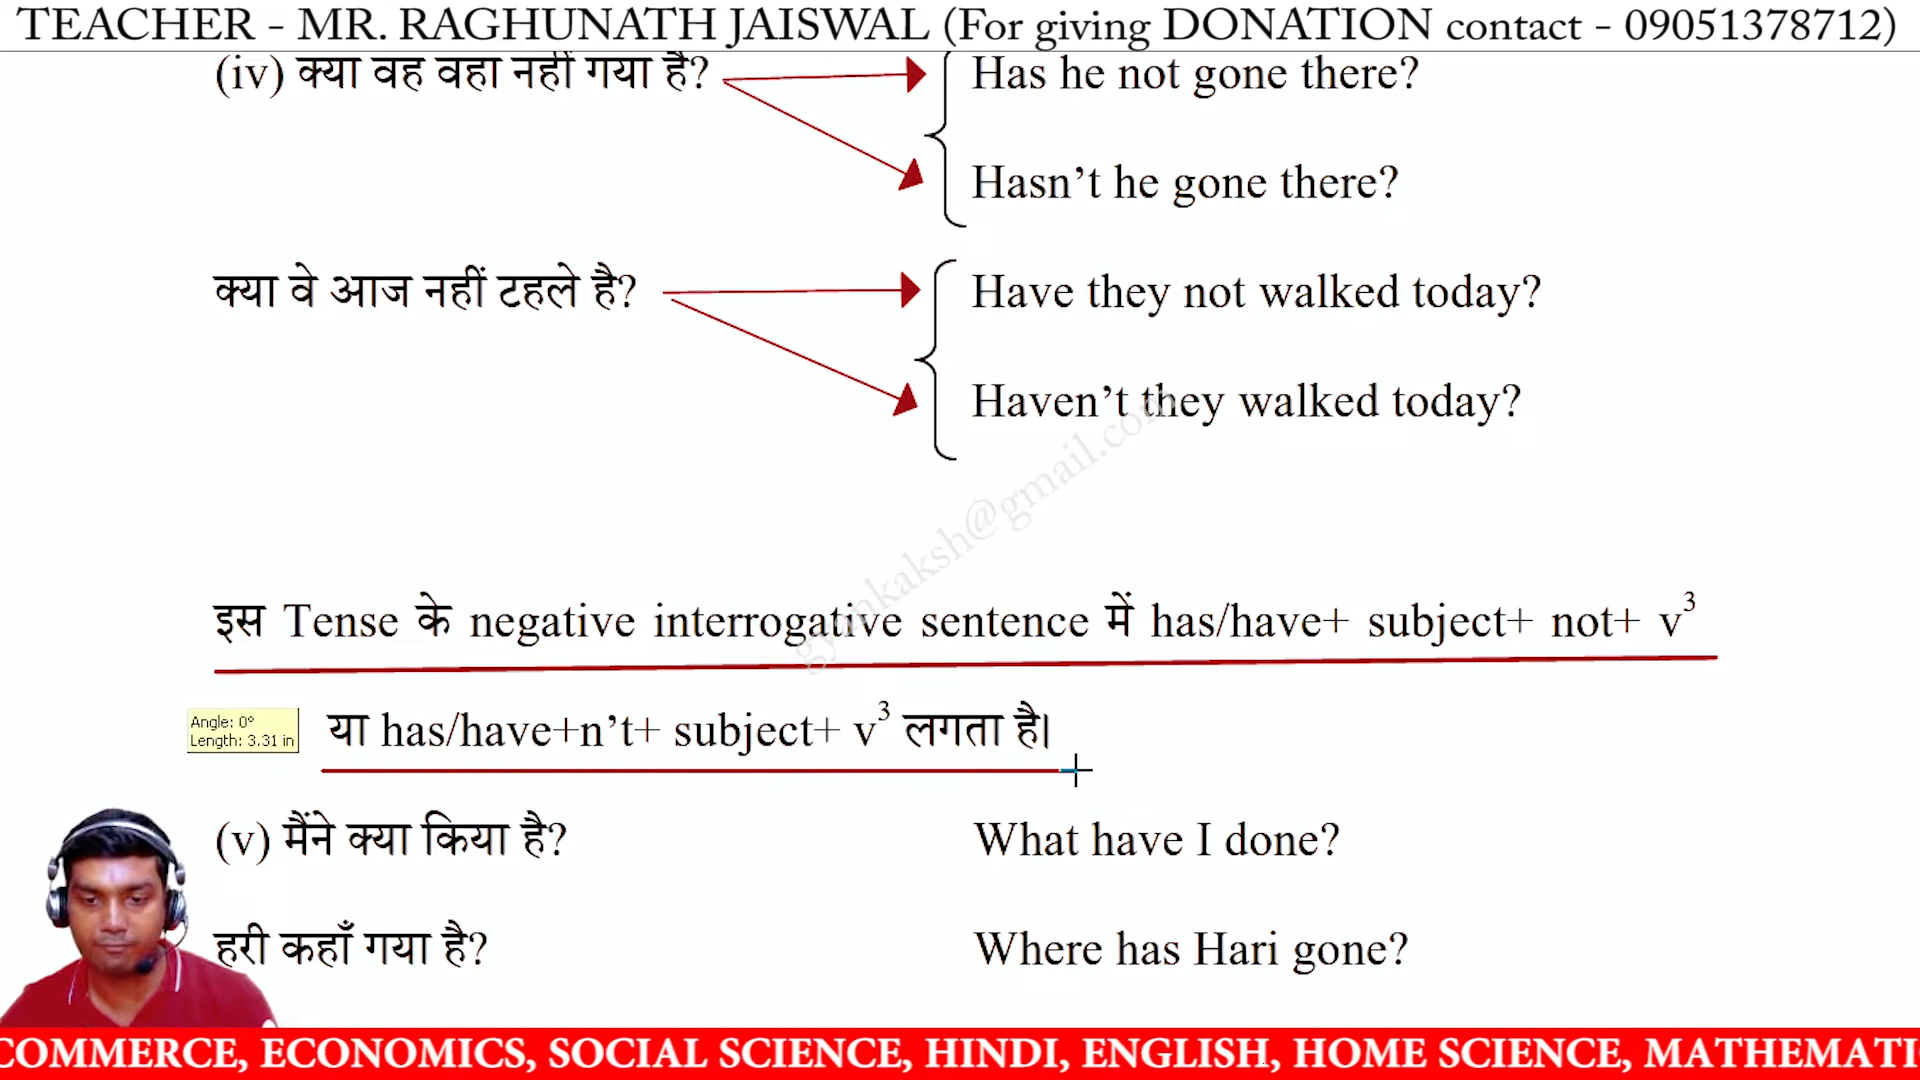 TEACHER - MR. RAGHUNATH JAISWAL (For giving DONATION contact - 09051378712)
(iv) क्या वह वहाँ नहीं गया है? Has he not gone there?
Hasn’t he gone there?
क्या वे आज नहीं टहले है? Have they not walked today?
Haven’t they walked today?
gyankaksh@gmail.com
इस Tense के negative interrogative sentence में has/have+ subject+ not+ v³
या has/have+n’t+ subject+ v³ लगता है।
Angle: 0°
Length: 3.31 in
(v) मैंने क्या किया है? What have I done?
हरी कहाँ गया है? Where has Hari gone?
COMMERCE, ECONOMICS, SOCIAL SCIENCE, HINDI, ENGLISH, HOME SCIENCE, MATHEMATI